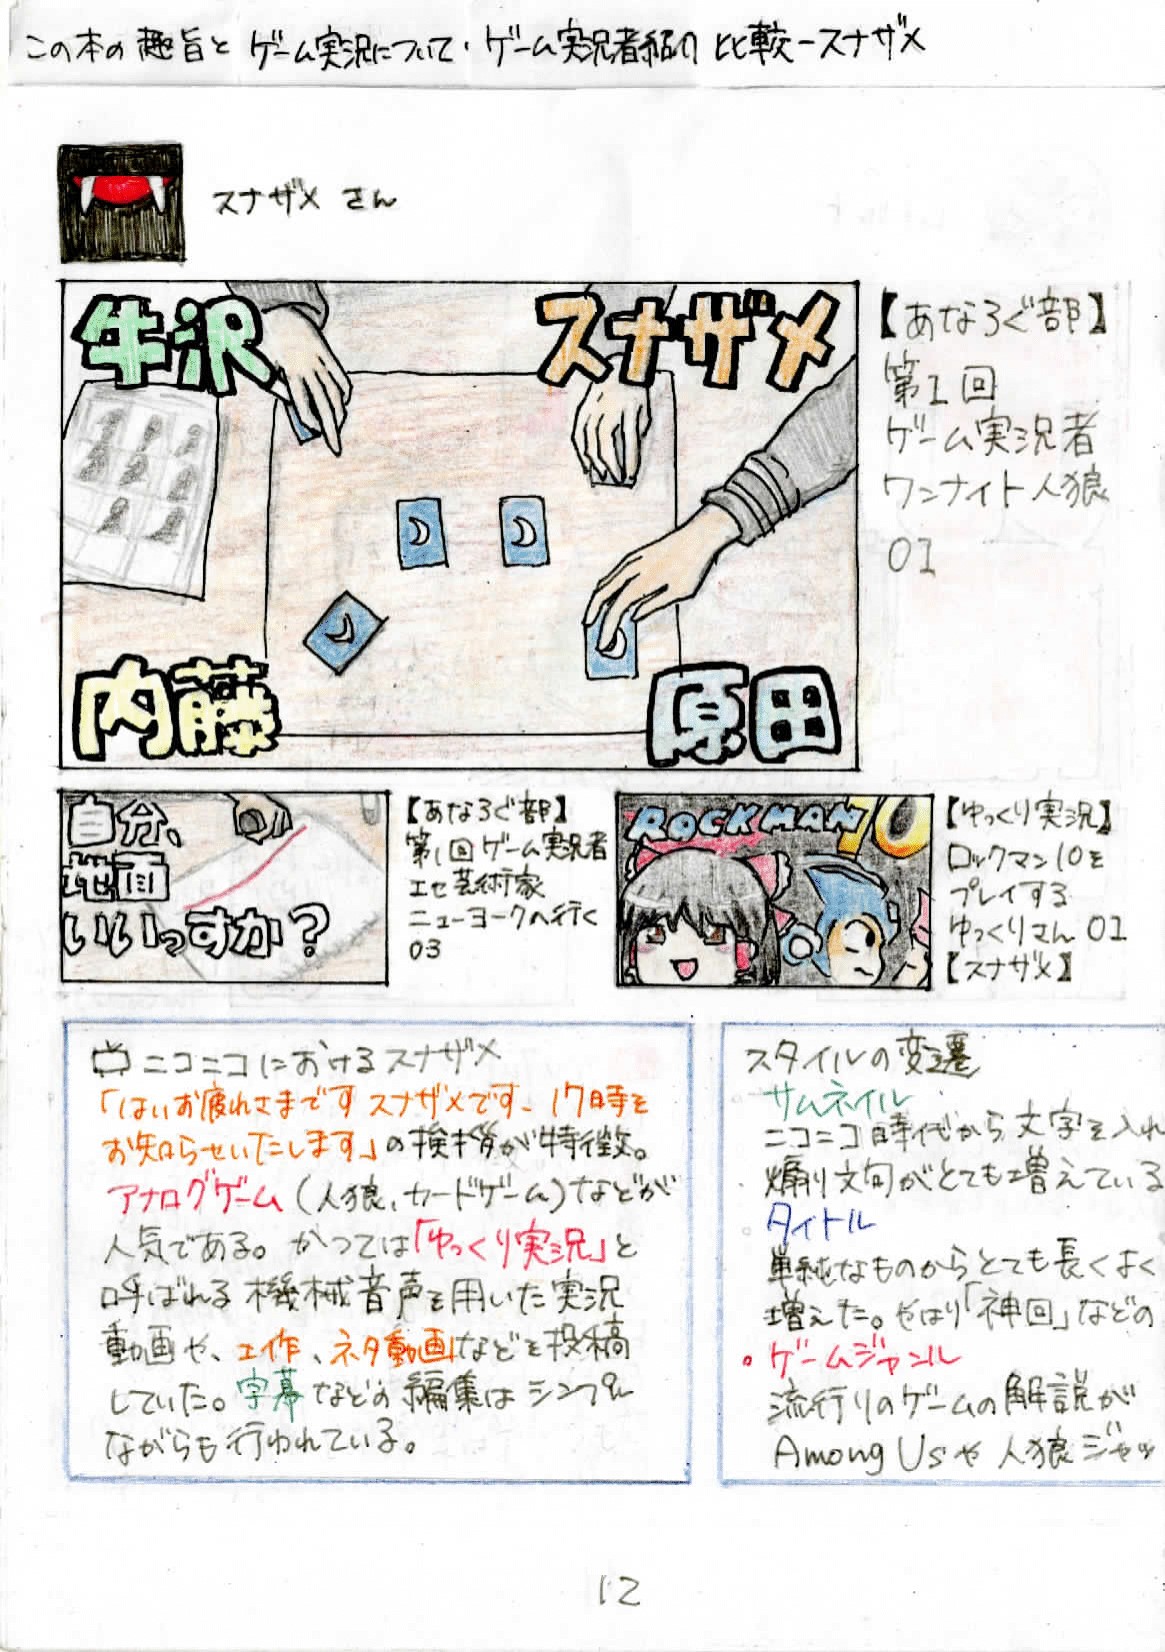 この本の趣旨と ゲーム実況について・ゲーム実況者紹介 比較ースナザメ
スナザメ さん
牛沢
スナザメ
内藤
原田
【あなろぐ部】
第1回
ゲーム実況者
ワンナイト人狼
01
自分、
地面
いいっすか?
【あなろぐ部】
第1回ゲーム実況者
エセ芸術家
ニューヨークへ行く
03
ROCKMAN
【ゆっくり実況】
ロックマン10を
プレイする
ゆっくりさん 01
【スナザメ】
ニコニコにおけるスナザメ
「はいお疲れさまです スナザメです、17時を
お知らせいたします」の挨拶が特徴。
アナログゲーム(人狼、カードゲーム)などが
人気である。かつては「ゆっくり実況」と
呼ばれる機械音声を用いた実況
動画や、工作、ネタ動画などを投稿
していた。字幕などの編集はシンプル
ながらも行われている。
スタイルの変遷
サムネイル
ニコニコ時代から文字を入れ
煽り文句がとても増えている
タイトル
単純なものからとても長くよく
増えた。やはり「神回」などの
・ゲームジャンル
流行りのゲームの解説が
Among Usや人狼ジャッ
12